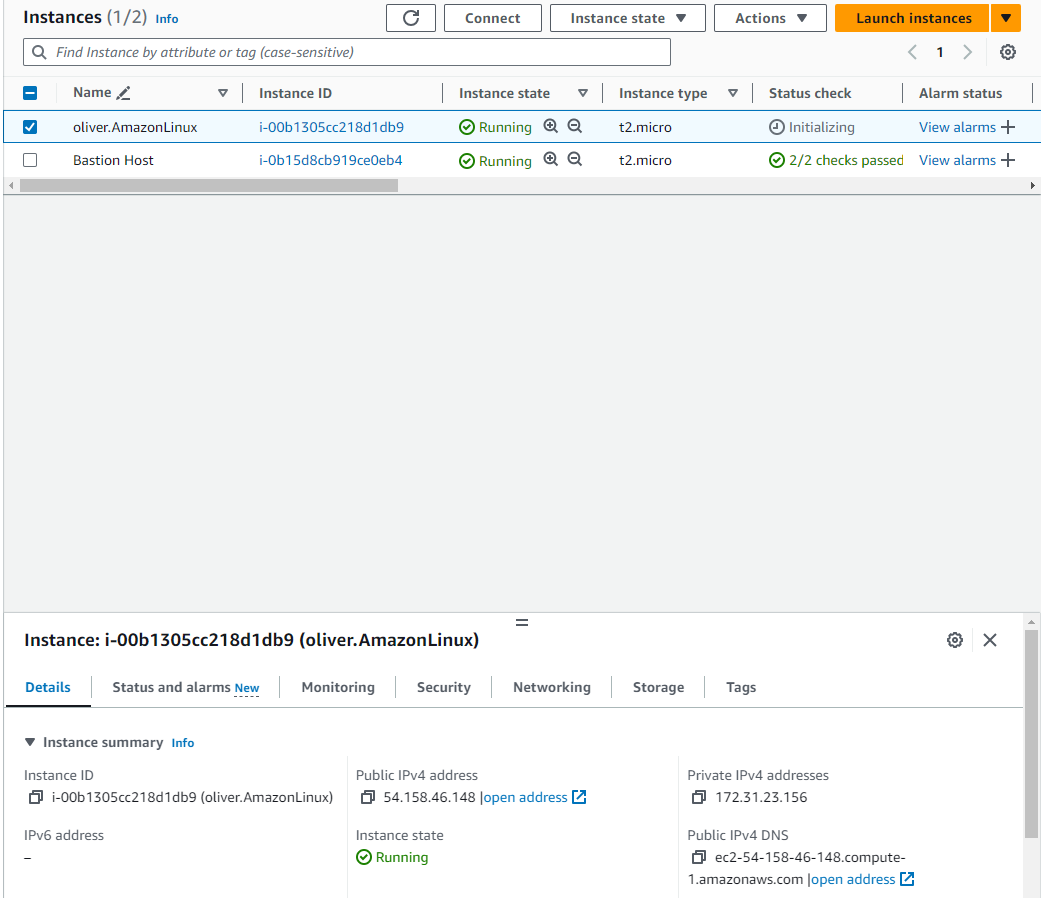 Instances (1/2) Info
Connect
Instance state
Actions
Launch instances
Find Instance by attribute or tag (case-sensitive)
1
Name Instance ID Instance state Instance type Status check Alarm status
oliver.AmazonLinux i-00b1305cc218d1db9 Running t2.micro Initializing View alarms
Bastion Host i-0b15d8cb919ce0eb4 Running t2.micro 2/2 checks passed View alarms
Instance: i-00b1305cc218d1db9 (oliver.AmazonLinux)
Details Status and alarms New Monitoring Security Networking Storage Tags
Instance summary Info
Instance ID
i-00b1305cc218d1db9 (oliver.AmazonLinux)
IPv6 address
–
Public IPv4 address
54.158.46.148 |open address
Instance state
Running
Private IPv4 addresses
172.31.23.156
Public IPv4 DNS
ec2-54-158-46-148.compute-
1.amazonaws.com |open address